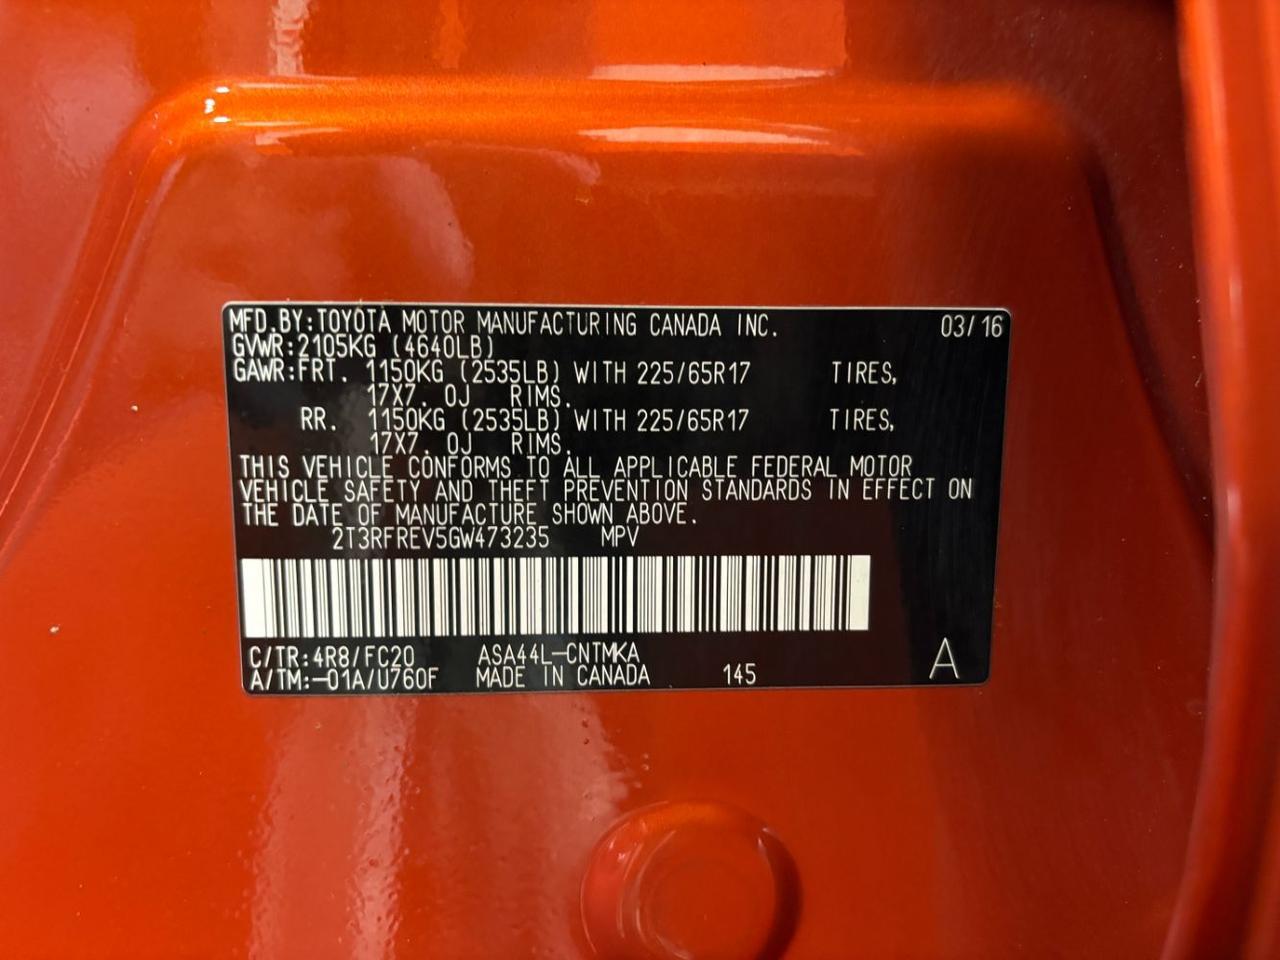 MFD.BY:TOYOTA MOTOR MANUFACTURING CANADA INC. 03/16
GVWR:2105KG (4640LB)
GAWR:FRT. 1150KG (2535LB) WITH 225/65R17 TIRES,
17X7.0J RIMS.
RR. 1150KG (2535LB) WITH 225/65R17 TIRES,
17X7.0J RIMS.
THIS VEHICLE CONFORMS TO ALL APPLICABLE FEDERAL MOTOR
VEHICLE SAFETY AND THEFT PREVENTION STANDARDS IN EFFECT ON
THE DATE OF MANUFACTURE SHOWN ABOVE.
2T3RFREV5GW473235 MPV
C/TR:4R8/FC20 ASA44L-CNTMKA
A/TM:-01A/U760F MADE IN CANADA 145 A